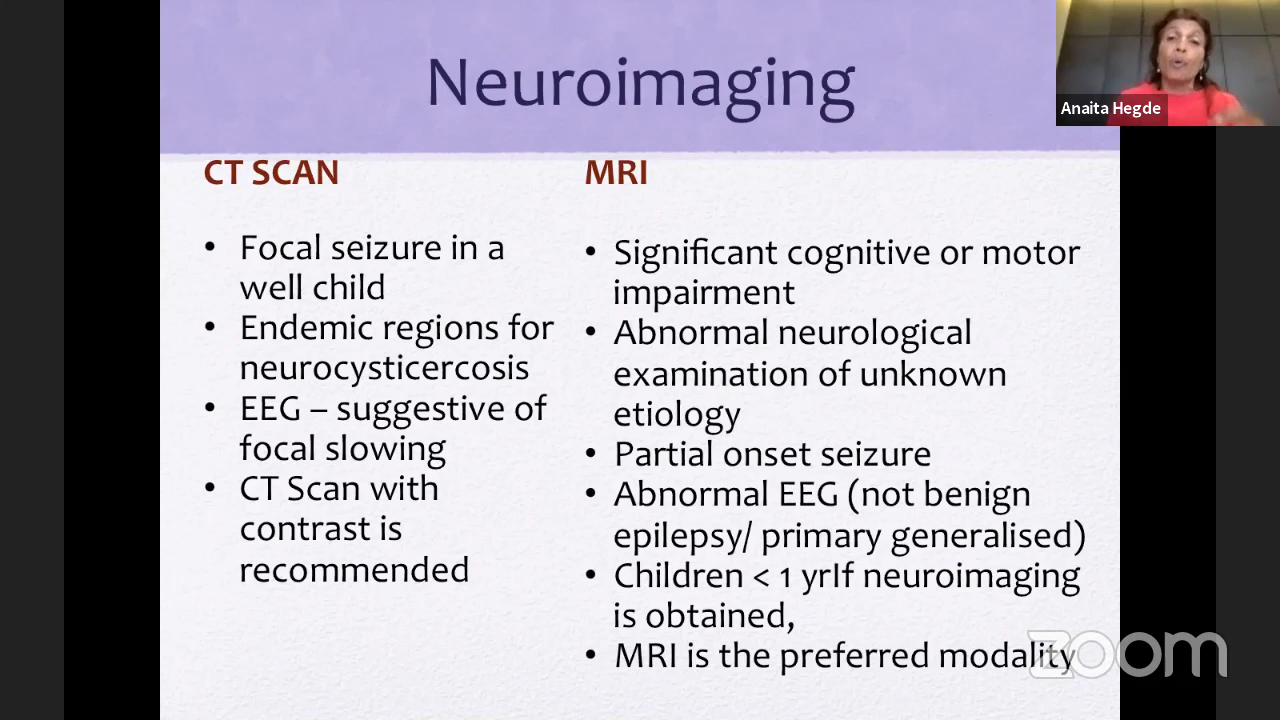 Neuroimaging
Anaita Hegde
CT SCAN
• Focal seizure in a
well child
• Endemic regions for
neurocysticercosis
• EEG – suggestive of
focal slowing
• CT Scan with
contrast is
recommended
MRI
• Significant cognitive or motor
impairment
• Abnormal neurological
examination of unknown
etiology
• Partial onset seizure
• Abnormal EEG (not benign
epilepsy/ primary generalised)
• Children < 1 yrIf neuroimaging
is obtained,
• MRI is the preferred modality
zoom